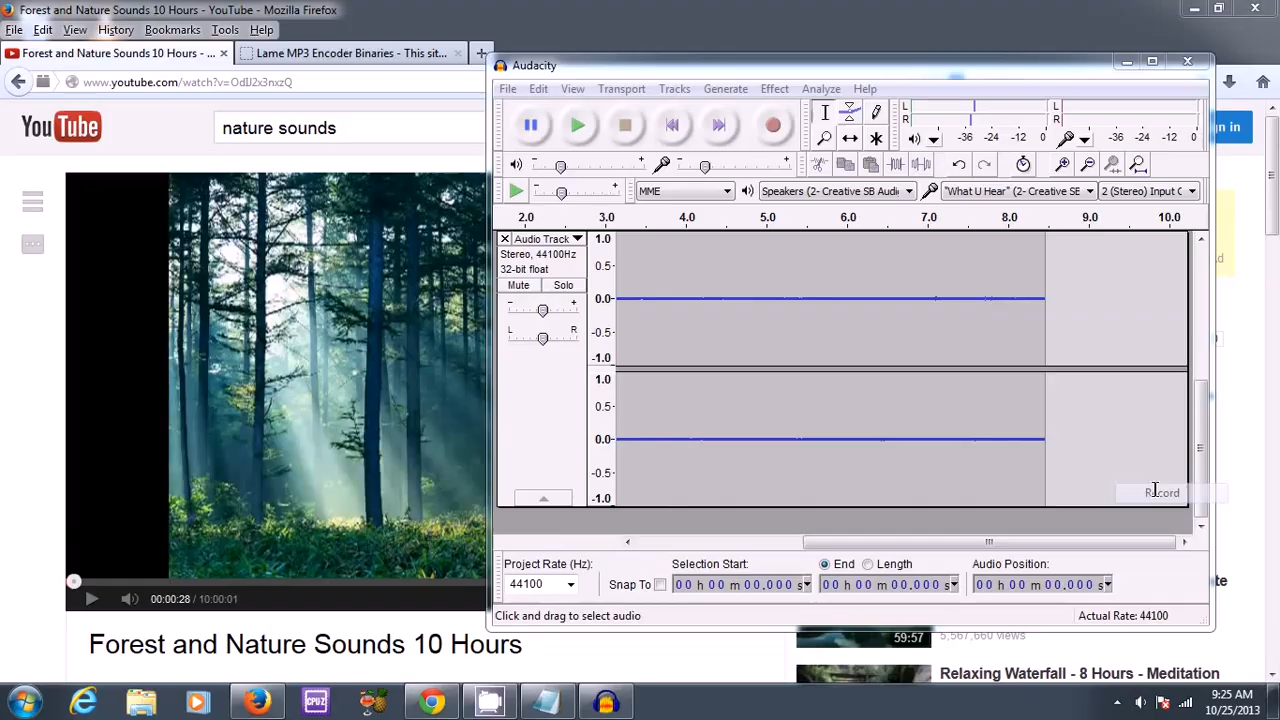 Forest and Nature Sounds 10 Hours - YouTube - Mozilla Firefox
File Edit View History Bookmarks Tools Help
Forest and Nature Sounds 10 Hours - ...
Lame MP3 Encoder Binaries - This sit...
www.youtube.com/watch?v=OdIJ2x3nxzQ
You Tube
nature sounds
n in
Audacity
File Edit View Transport Tracks Generate Effect Analyze Help
L R -36 -24 -12 0
L R -36 -24 -12 0
MME
Speakers (2- Creative SB Audi
"What U Hear" (2- Creative SB
2 (Stereo) Input C
2.0 3.0 4.0 5.0 6.0 7.0 8.0 9.0 10.0
Audio Track
Stereo, 44100Hz
32-bit float
Mute Solo
- +
L R
1.0
0.5
0.0
-0.5
-1.0
1.0
0.5
0.0
-0.5
-1.0
Record
Project Rate (Hz):
44100
Snap To
Selection Start:
End Length
Audio Position:
00 h 00 m 00.000 s
00 h 00 m 00.000 s
00 h 00 m 00.000 s
Click and drag to select audio
Actual Rate: 44100
00:00:28 / 10:00:01
Forest and Nature Sounds 10 Hours
59:57
5,567,660 views
Relaxing Waterfall - 8 Hours - Meditation
CPUZ
9:25 AM
10/25/2013